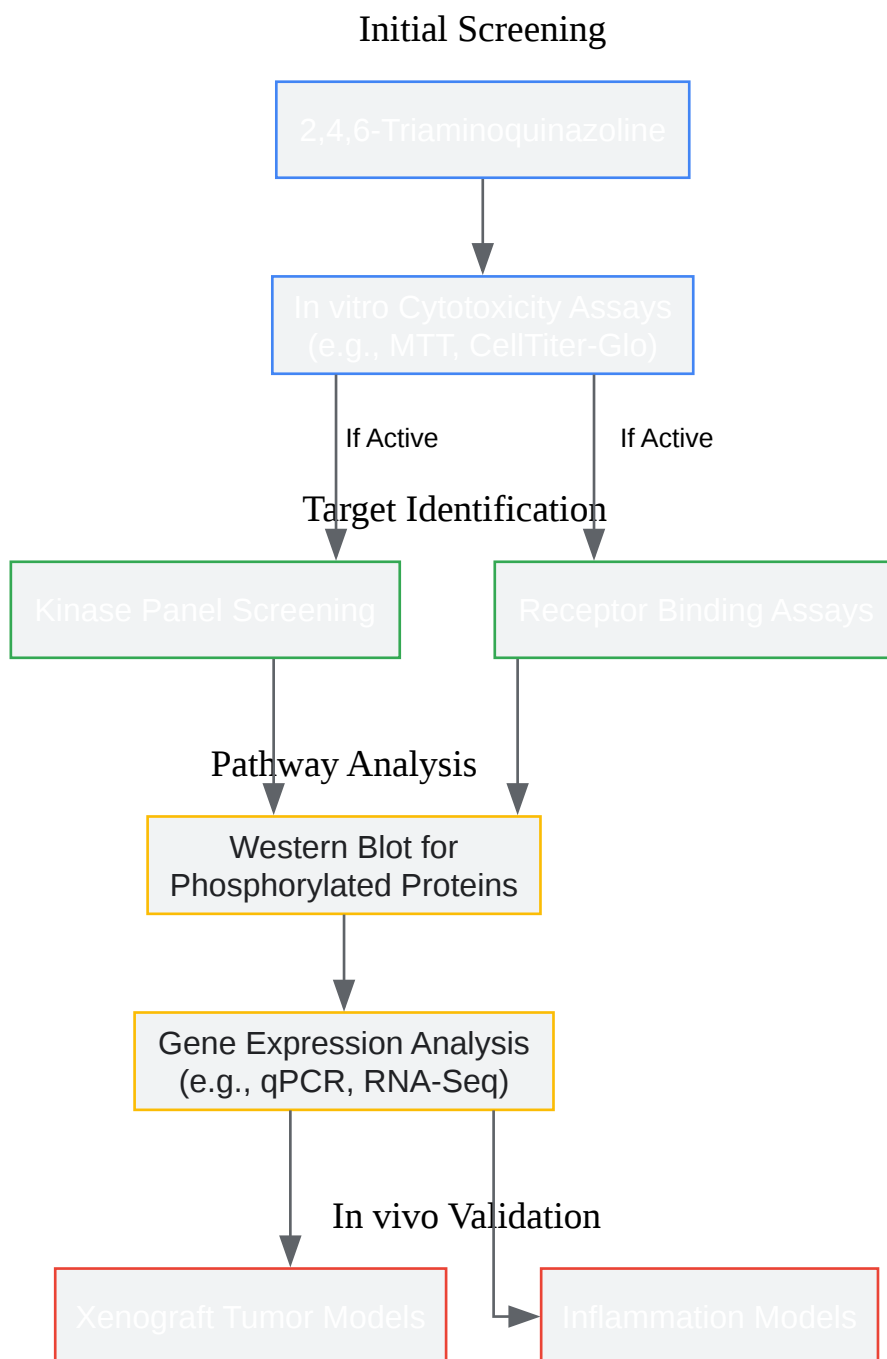 Initial Screening
2,4,6-Triaminoquinazoline
In vitro Cytotoxicity Assays
(e.g., MTT, CellTiter-Glo)
If Active
If Active
Target Identification
Kinase Panel Screening
Receptor Binding Assays
Pathway Analysis
Western Blot for
Phosphorylated Proteins
Gene Expression Analysis
(e.g., qPCR, RNA-Seq)
In vivo Validation
Xenograft Tumor Models
Inflammation Models